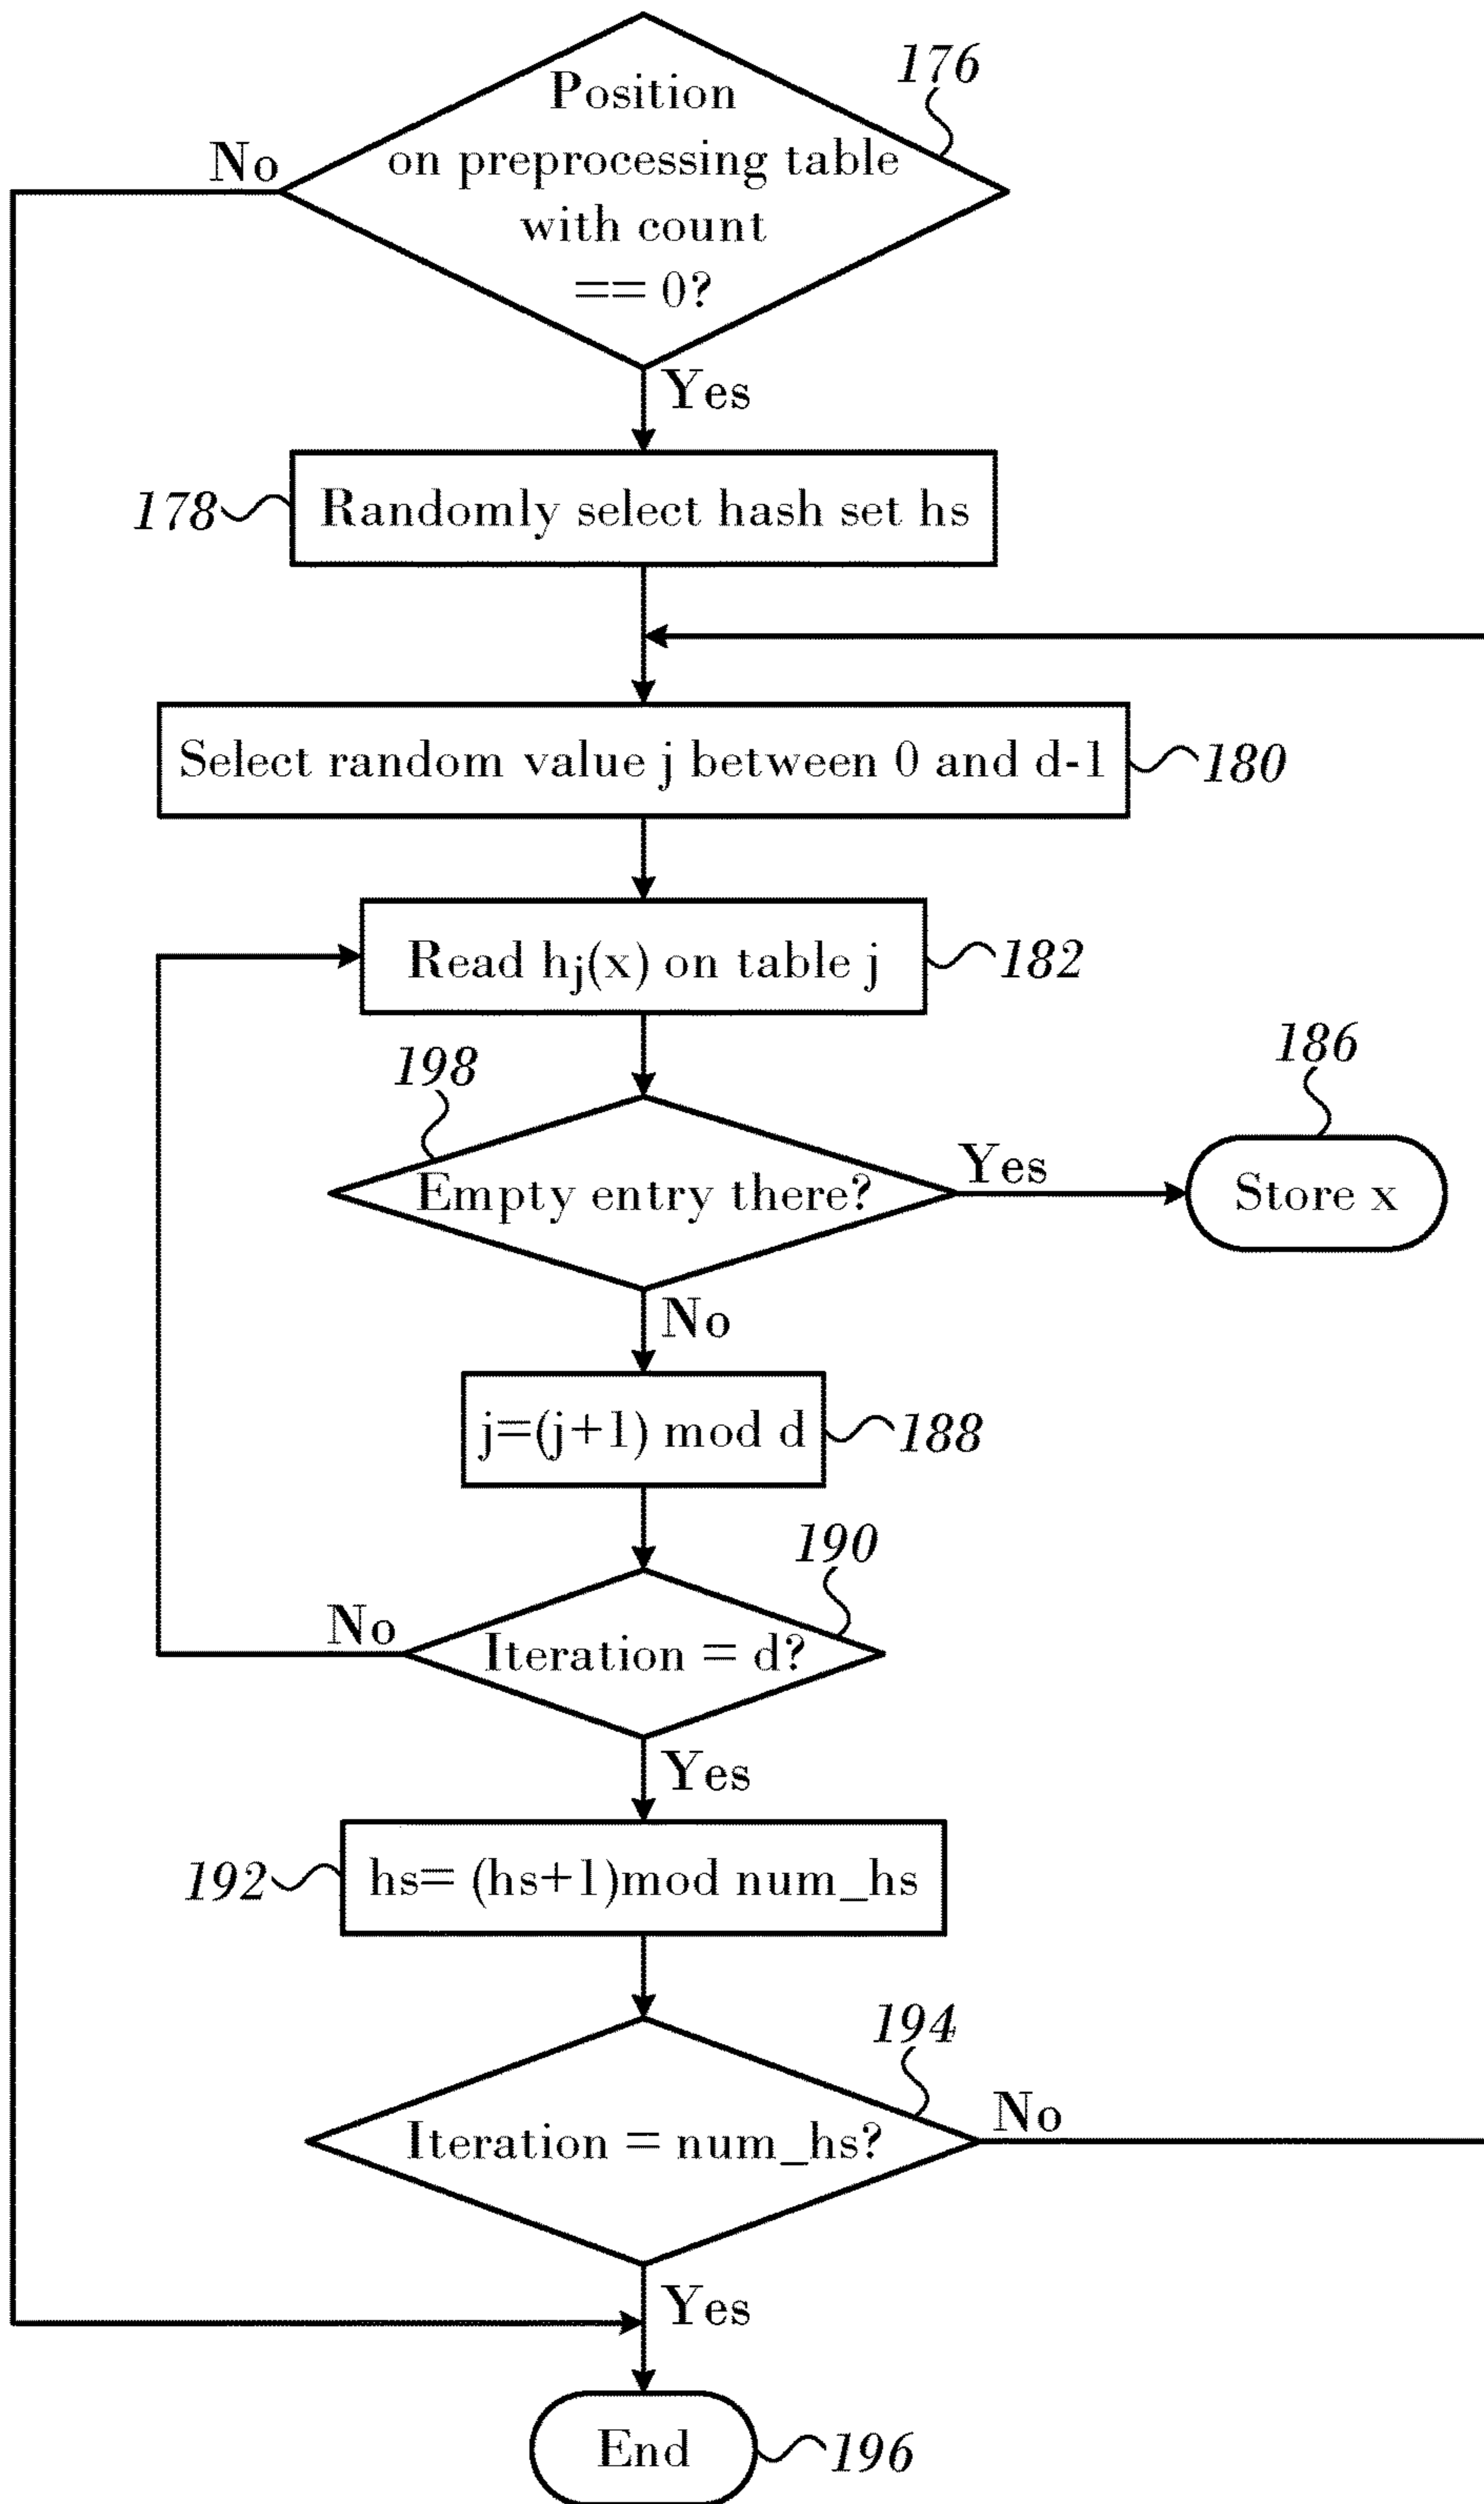 176
Position
on preprocessing table
with count
== 0?
No
Yes
178
Randomly select hash set hs
Select random value j between 0 and d-1
180
Read hj(x) on table j
182
198
186
Empty entry there?
Yes
Store x
No
j=(j+1) mod d
188
190
No
Iteration = d?
Yes
192
hs= (hs+1)mod num_hs
194
Iteration = num_hs?
No
Yes
End
196